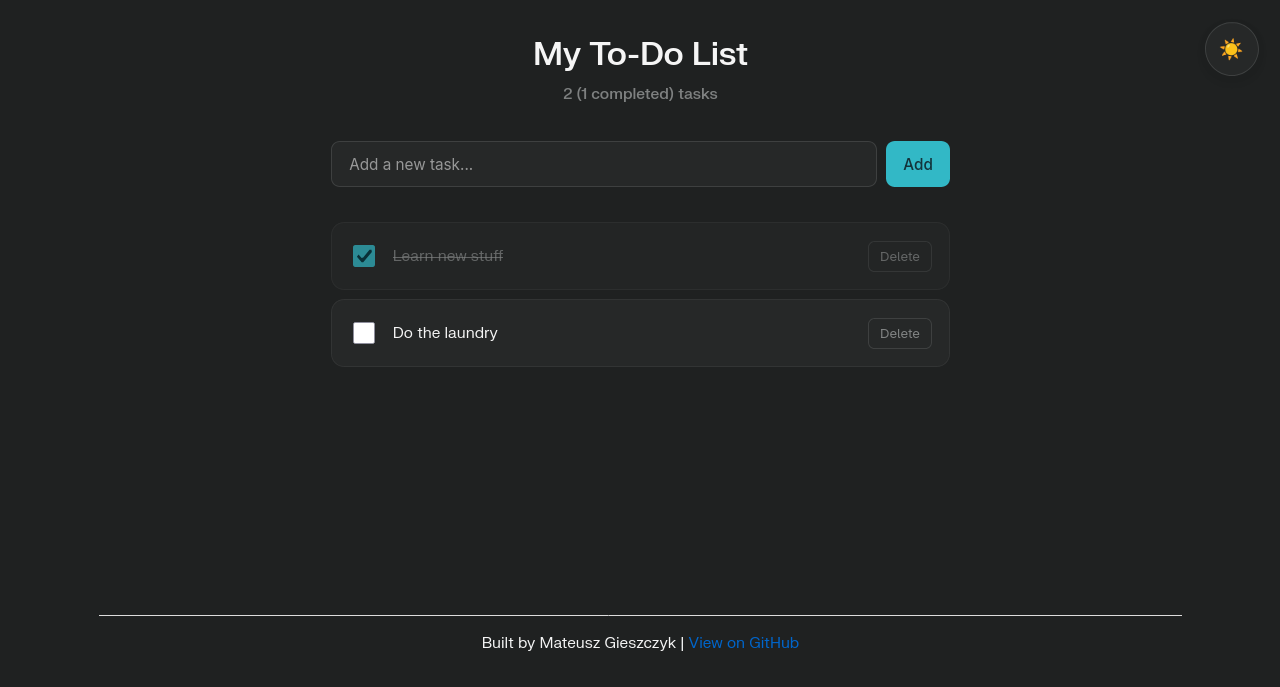 My To-Do List
2 (1 completed) tasks
Add a new task...
Add
Learn new stuff
Delete
Do the laundry
Delete
Built by Mateusz Gieszczyk | View on GitHub